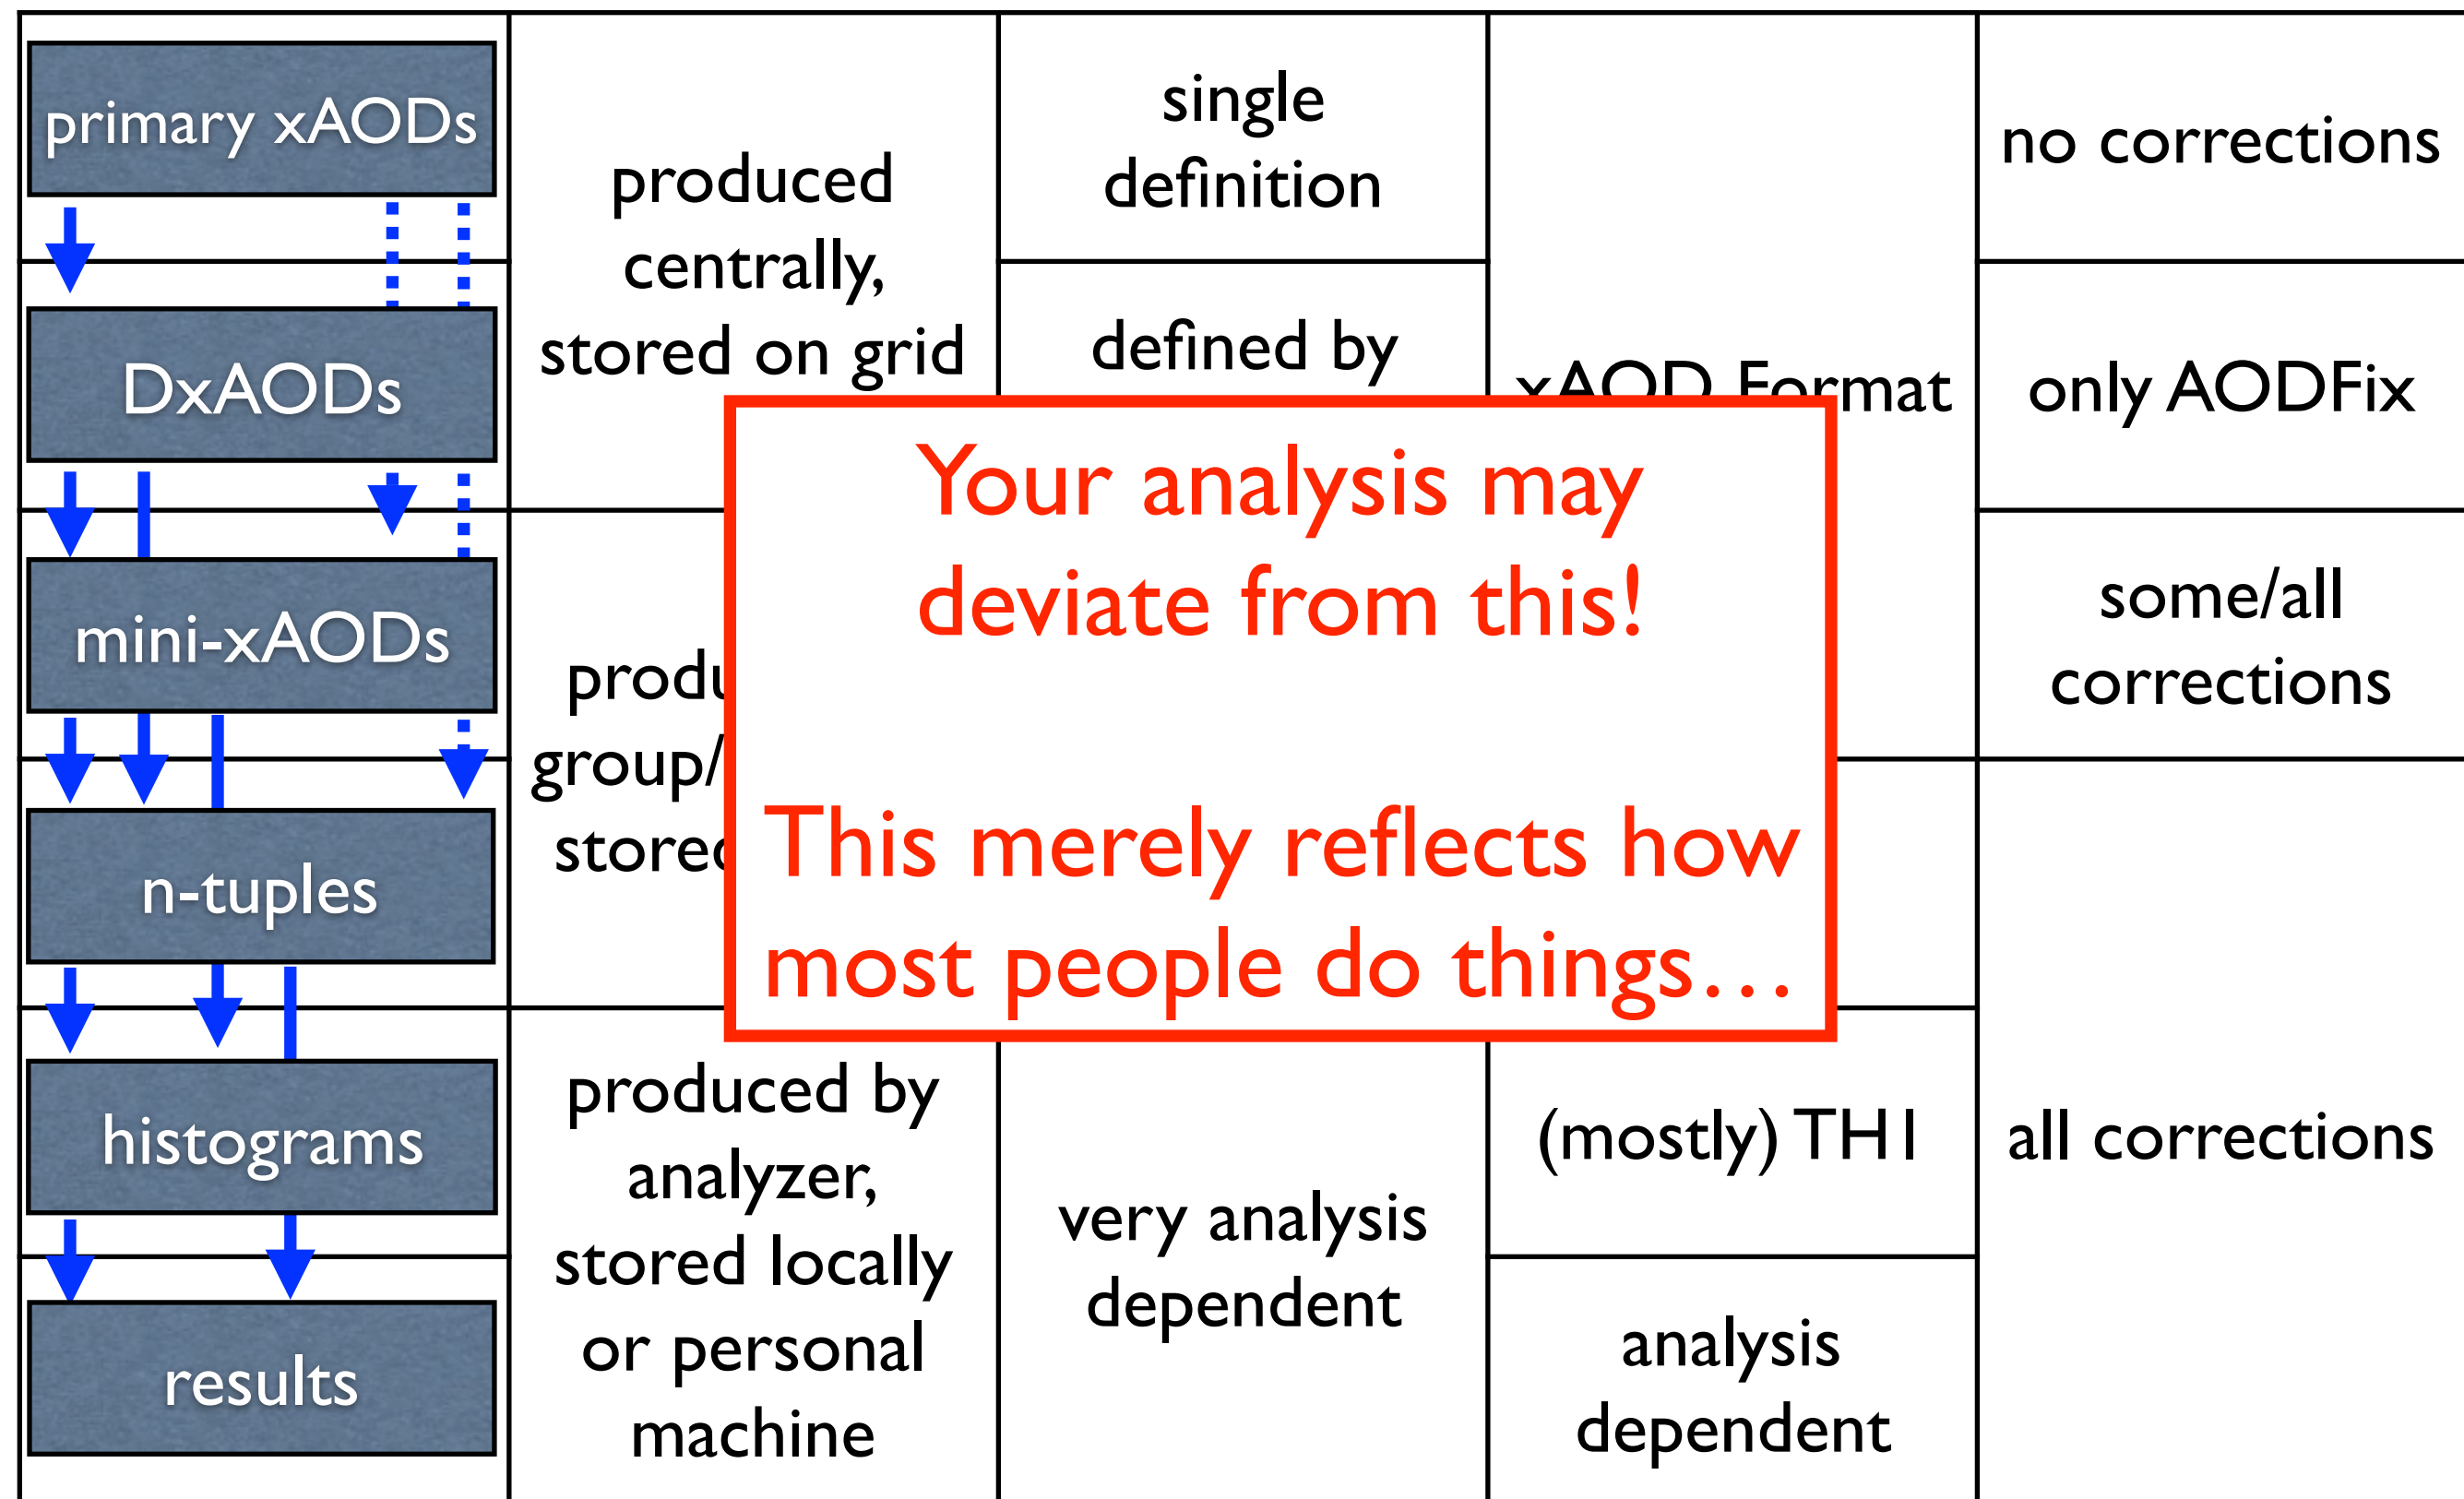 primary xAODs
produced
centrally,
stored on grid
single
definition
no corrections
DxAODs
defined by
xAOD Format
only AODFix
Your analysis may
deviate from this!
This merely reflects how
most people do things…
mini-xAODs
some/all
corrections
group/
n-tuples
histograms
produced by
analyzer,
stored locally
or personal
machine
very analysis
dependent
(mostly) TH1
all corrections
results
analysis
dependent